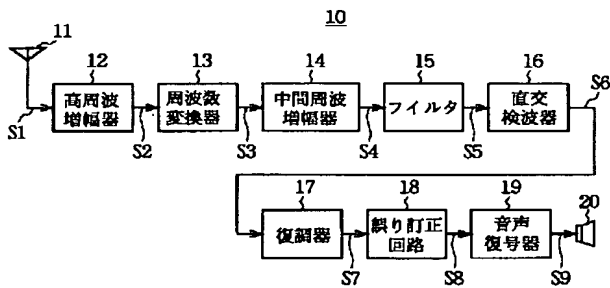 10
11
12
13
14
15
16
高周波
増幅器
周波数
変換器
中間周波
増幅器
フイルタ
直交
検波器
S1
S2
S3
S4
S5
S6
17
18
19
20
復調器
誤り訂正
回路
音声
復号器
S7
S8
S9